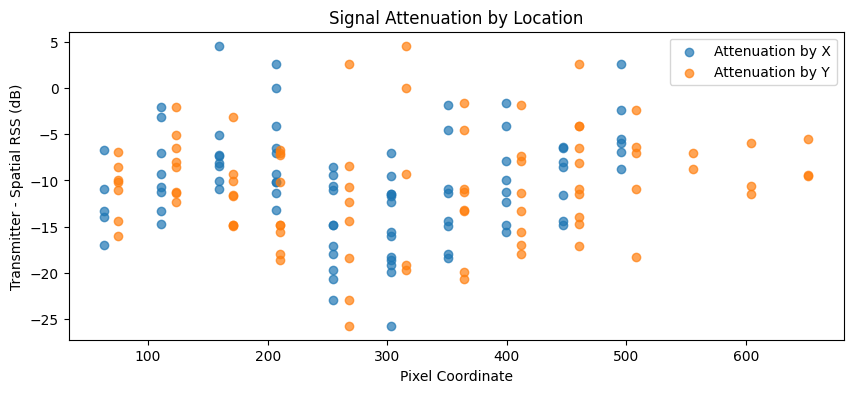 Signal Attenuation by Location
Transmitter - Spatial RSS (dB)
5
0
−5
−10
−15
−20
−25
Attenuation by X
Attenuation by Y
100
200
300
400
500
600
Pixel Coordinate